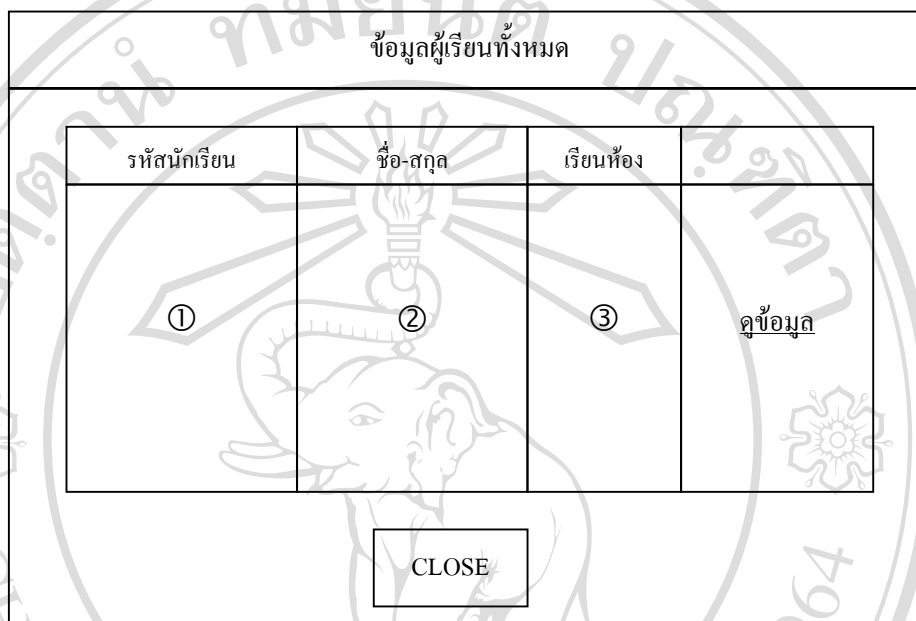 ข้อมูลผู้เรียนทั้งหมด
รหัสนักเรียน ชื่อ-สกุล เรียนห้อง
① ② ③ ดูข้อมูล
CLOSE